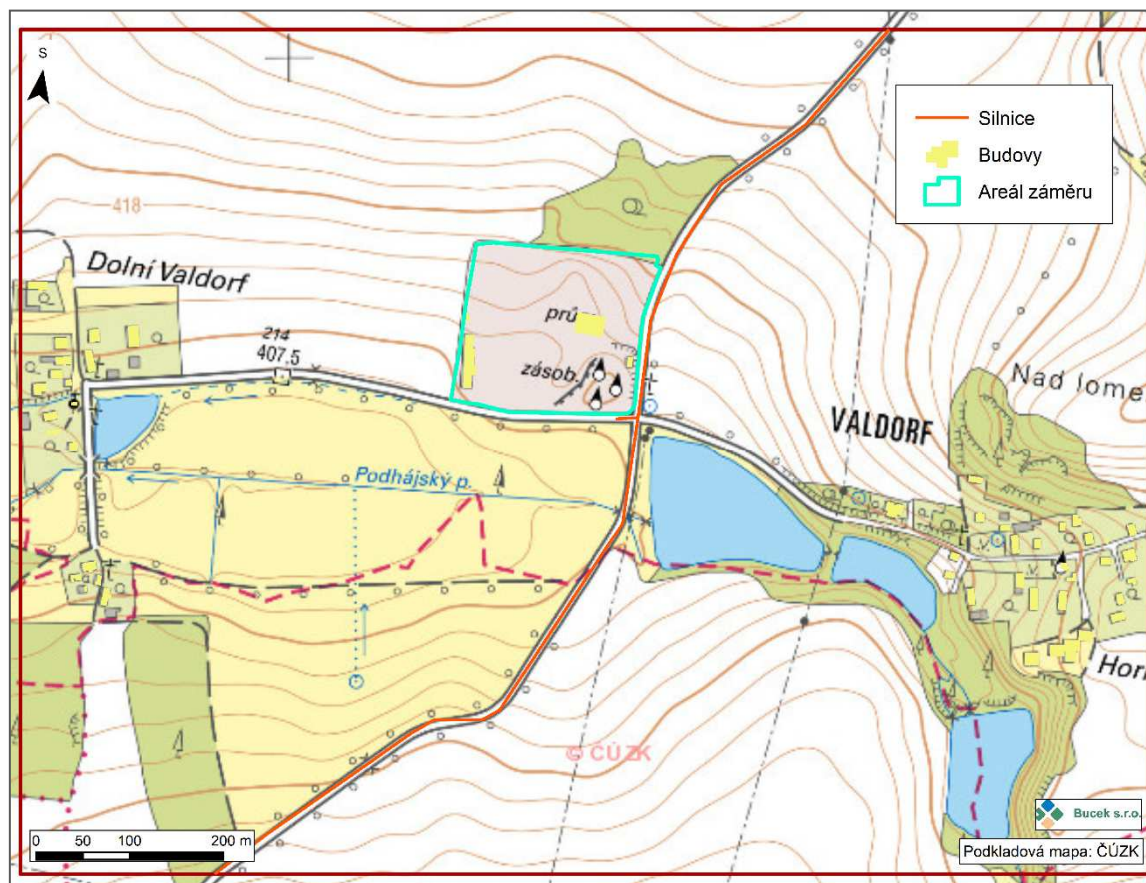 S
Silnice
Budovy
Areál záměru
418
Dolní Valdorf
214
407.5
prů
zásob.
VALDORF
Nad lome
Podhájský p.
Horn
© ČÚZK
0 50 100 200 m
Bucek s.r.o.
Podkladová mapa: ČÚZK